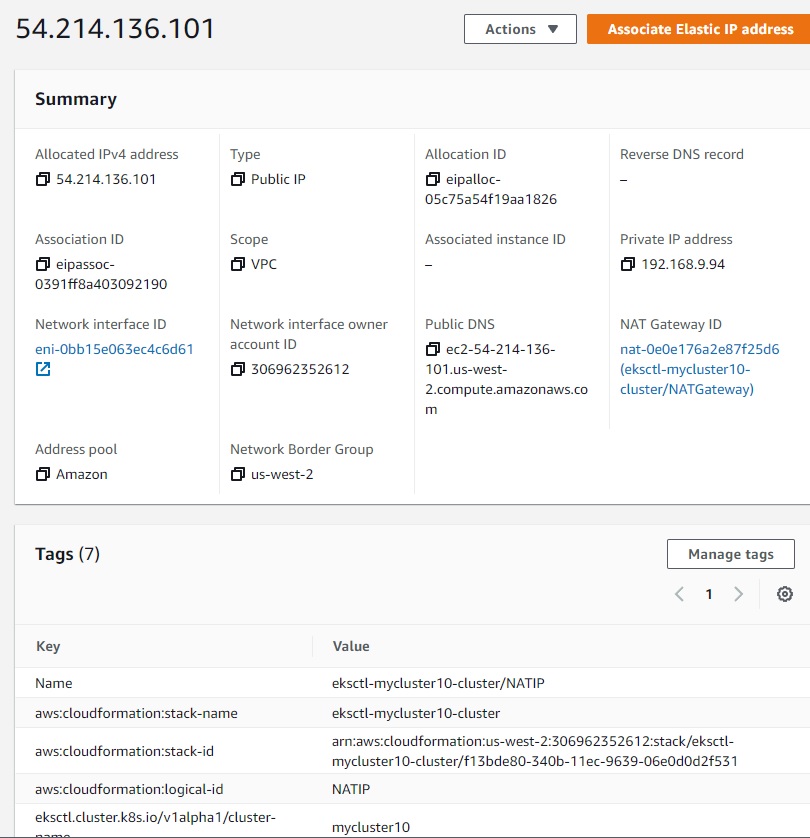 54.214.136.101
Actions
Associate Elastic IP address
Summary
Allocated IPv4 address
54.214.136.101
Type
Public IP
Allocation ID
eipalloc-
05c75a54f19aa1826
Reverse DNS record
–
Association ID
eipassoc-
0391ff8a403092190
Scope
VPC
Associated instance ID
–
Private IP address
192.168.9.94
Network interface ID
eni-0bb15e063ec4c6d61
Network interface owner
account ID
306962352612
Public DNS
ec2-54-214-136-
101.us-west-
2.compute.amazonaws.co
m
NAT Gateway ID
nat-0e0e176a2e87f25d6
(eksctl-mycluster10-
cluster/NATGateway)
Address pool
Amazon
Network Border Group
us-west-2
Tags (7)
Manage tags
1
Key
Value
Name
eksctl-mycluster10-cluster/NATIP
aws:cloudformation:stack-name
eksctl-mycluster10-cluster
aws:cloudformation:stack-id
arn:aws:cloudformation:us-west-2:306962352612:stack/eksctl-
mycluster10-cluster/f13bde80-340b-11ec-9639-06e0d0d2f531
aws:cloudformation:logical-id
NATIP
eksctl.cluster.k8s.io/v1alpha1/cluster-
name
mycluster10